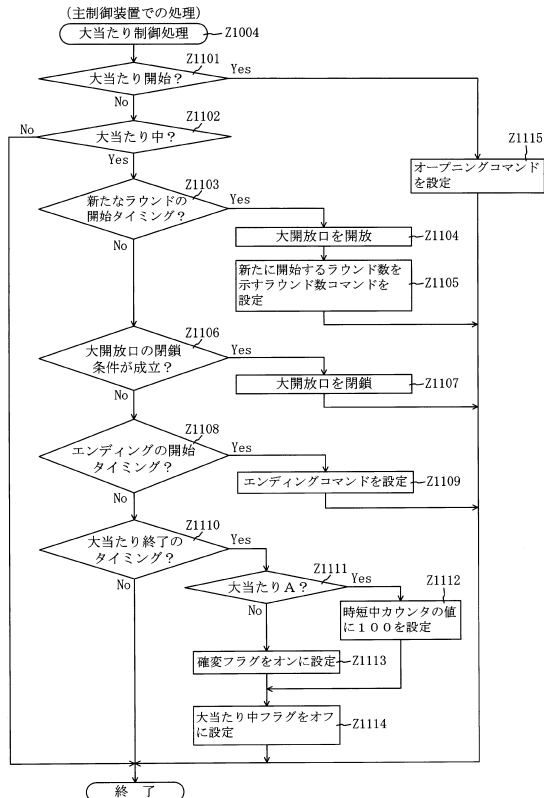 (主制御装置での処理)
大当たり制御処理
Z1004
Z1101
大当たり開始?
Yes
No
Z1102
No
大当たり中?
Yes
Z1115
オープニングコマンド
を設定
Z1103
新たなラウンドの
開始タイミング?
Yes
No
大開放口を開放
Z1104
新たに開始するラウンド数を
示すラウンド数コマンドを
設定
Z1105
Z1106
大開放口の閉鎖
条件が成立?
Yes
No
大開放口を閉鎖
Z1107
Z1108
エンディングの開始
タイミング?
Yes
No
エンディングコマンドを設定
Z1109
Z1110
大当たり終了の
タイミング?
Yes
No
Z1111
大当たりA?
Yes
No
Z1112
時短中カウンタの値
に100を設定
確変フラグをオンに設定
Z1113
大当たり中フラグをオフ
に設定
Z1114
終 了